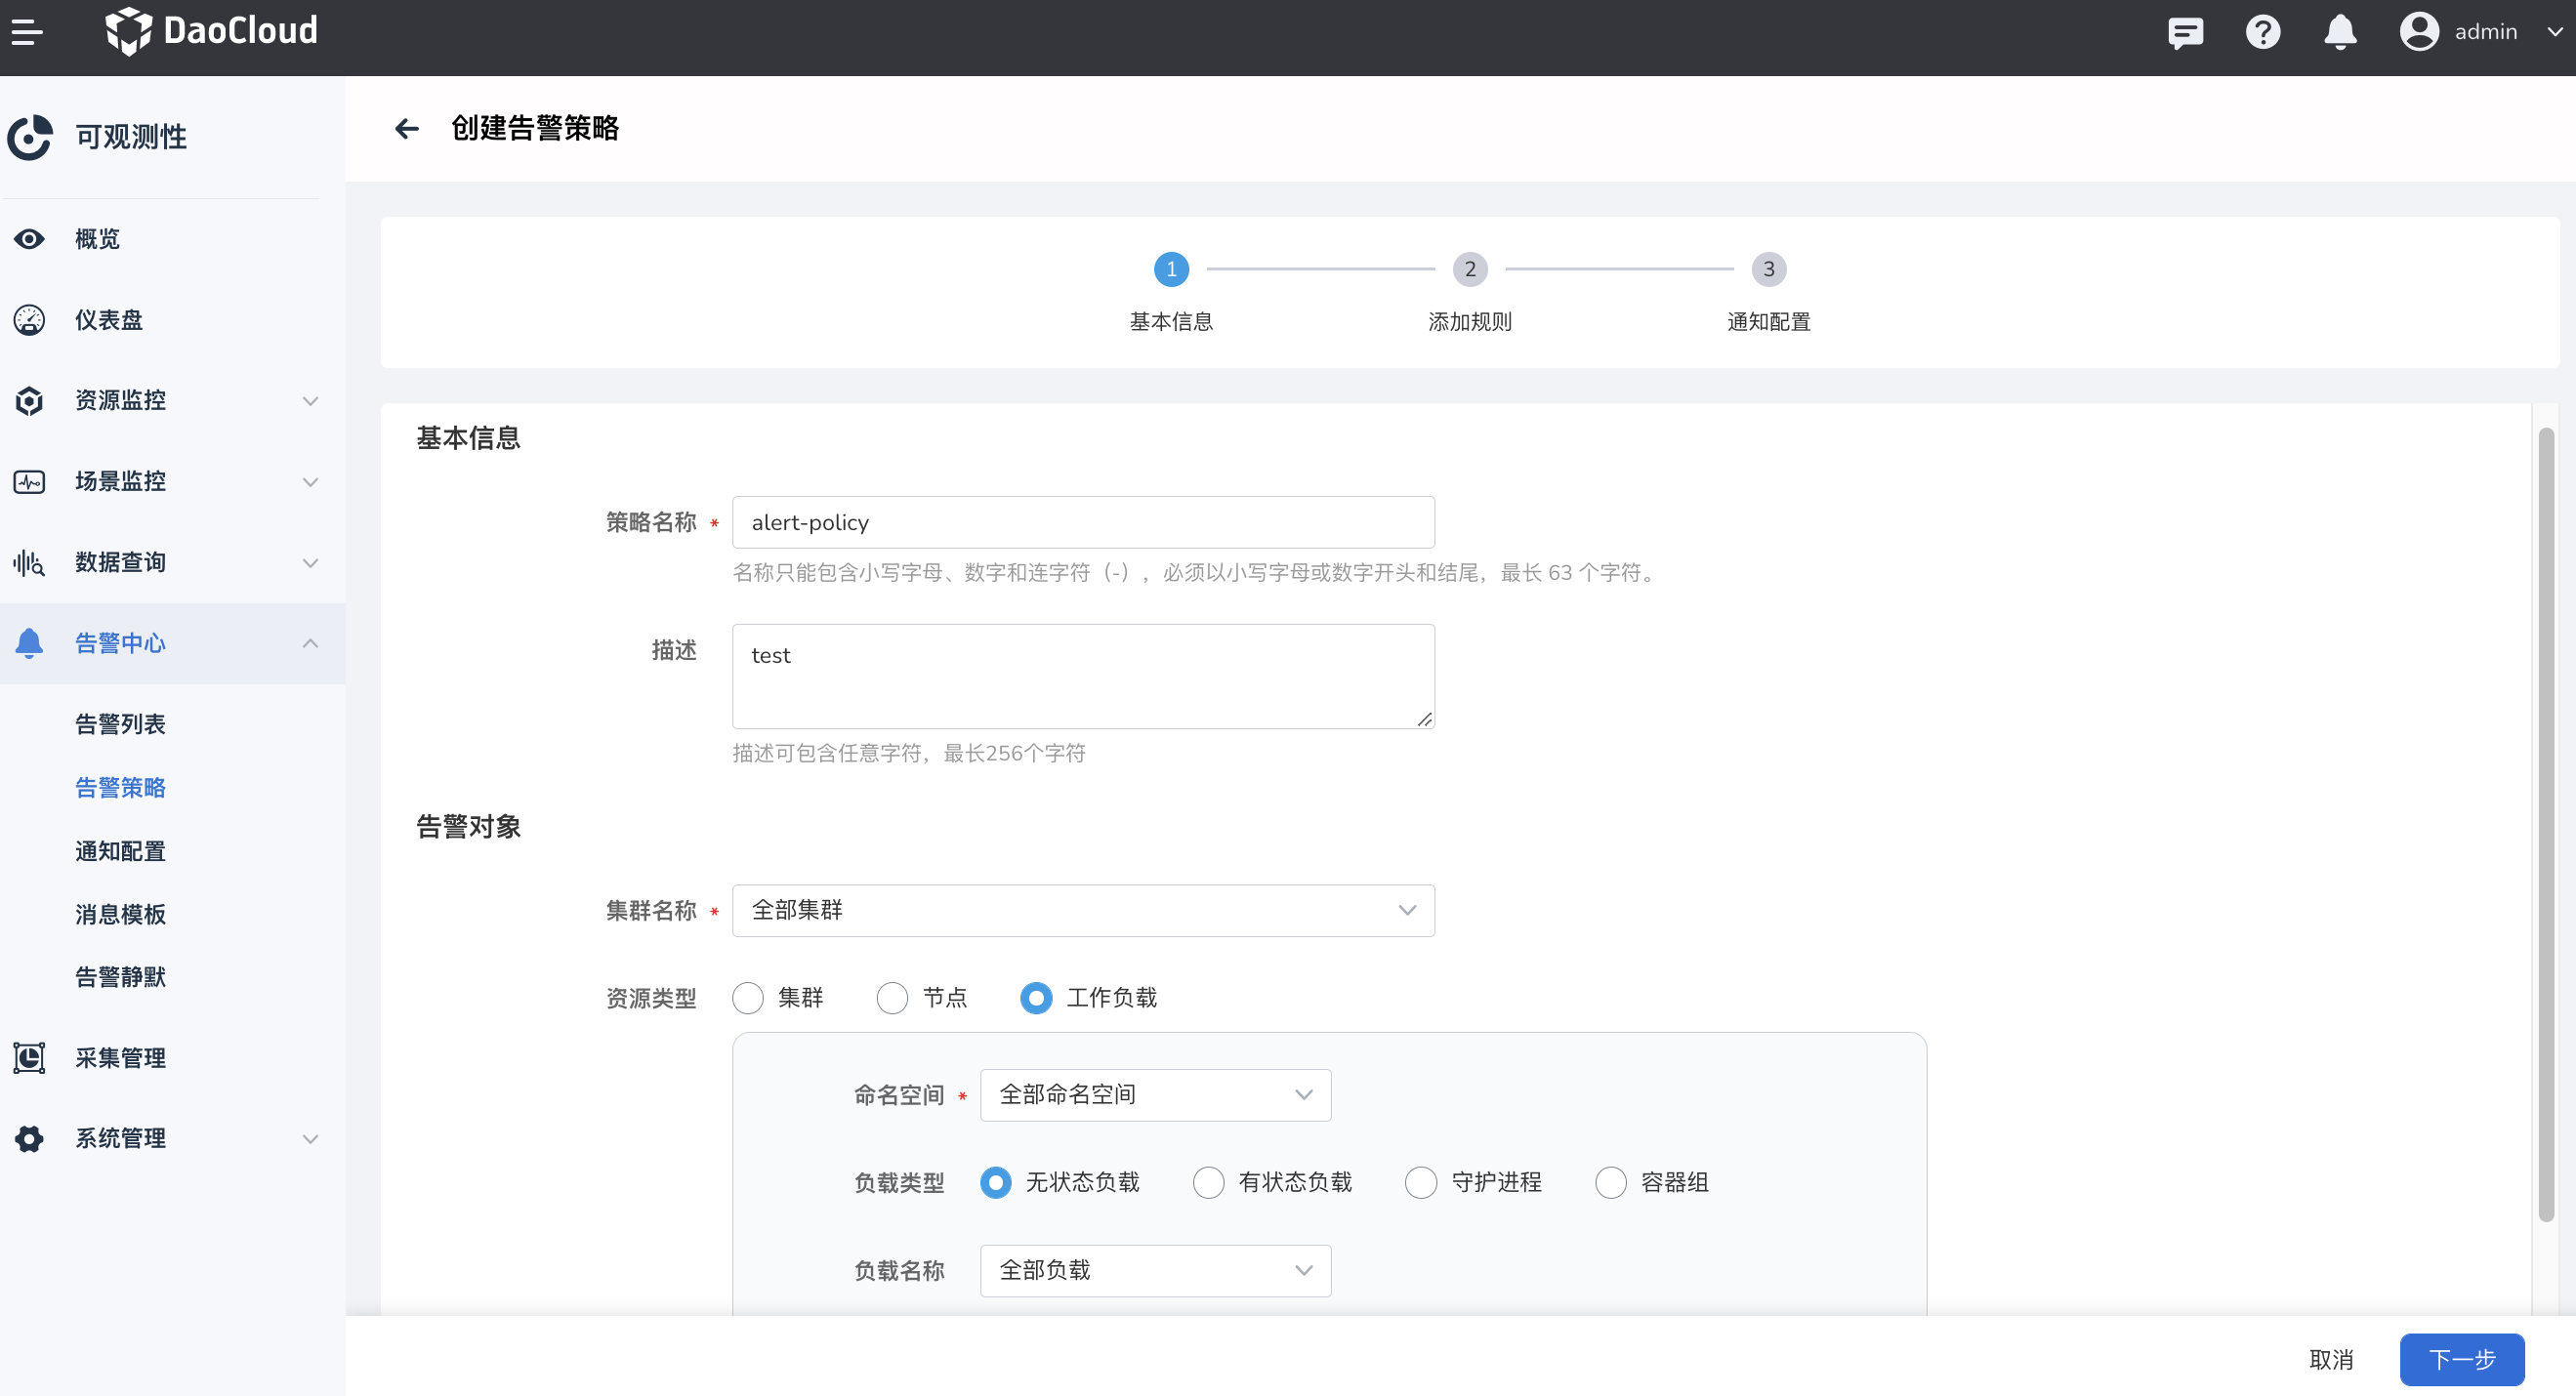 DaoCloud
admin
可观测性
概览
仪表盘
资源监控
场景监控
数据查询
告警中心
告警列表
告警策略
通知配置
消息模板
告警静默
采集管理
系统管理
创建告警策略
1
2
3
基本信息
添加规则
通知配置
基本信息
策略名称 *
alert-policy
名称只能包含小写字母、数字和连字符（-），必须以小写字母或数字开头和结尾，最长 63 个字符。
描述
test
描述可包含任意字符，最长256个字符
告警对象
集群名称 *
全部集群
资源类型
集群
节点
工作负载
命名空间 *
全部命名空间
负载类型
无状态负载
有状态负载
守护进程
容器组
负载名称
全部负载
取消
下一步